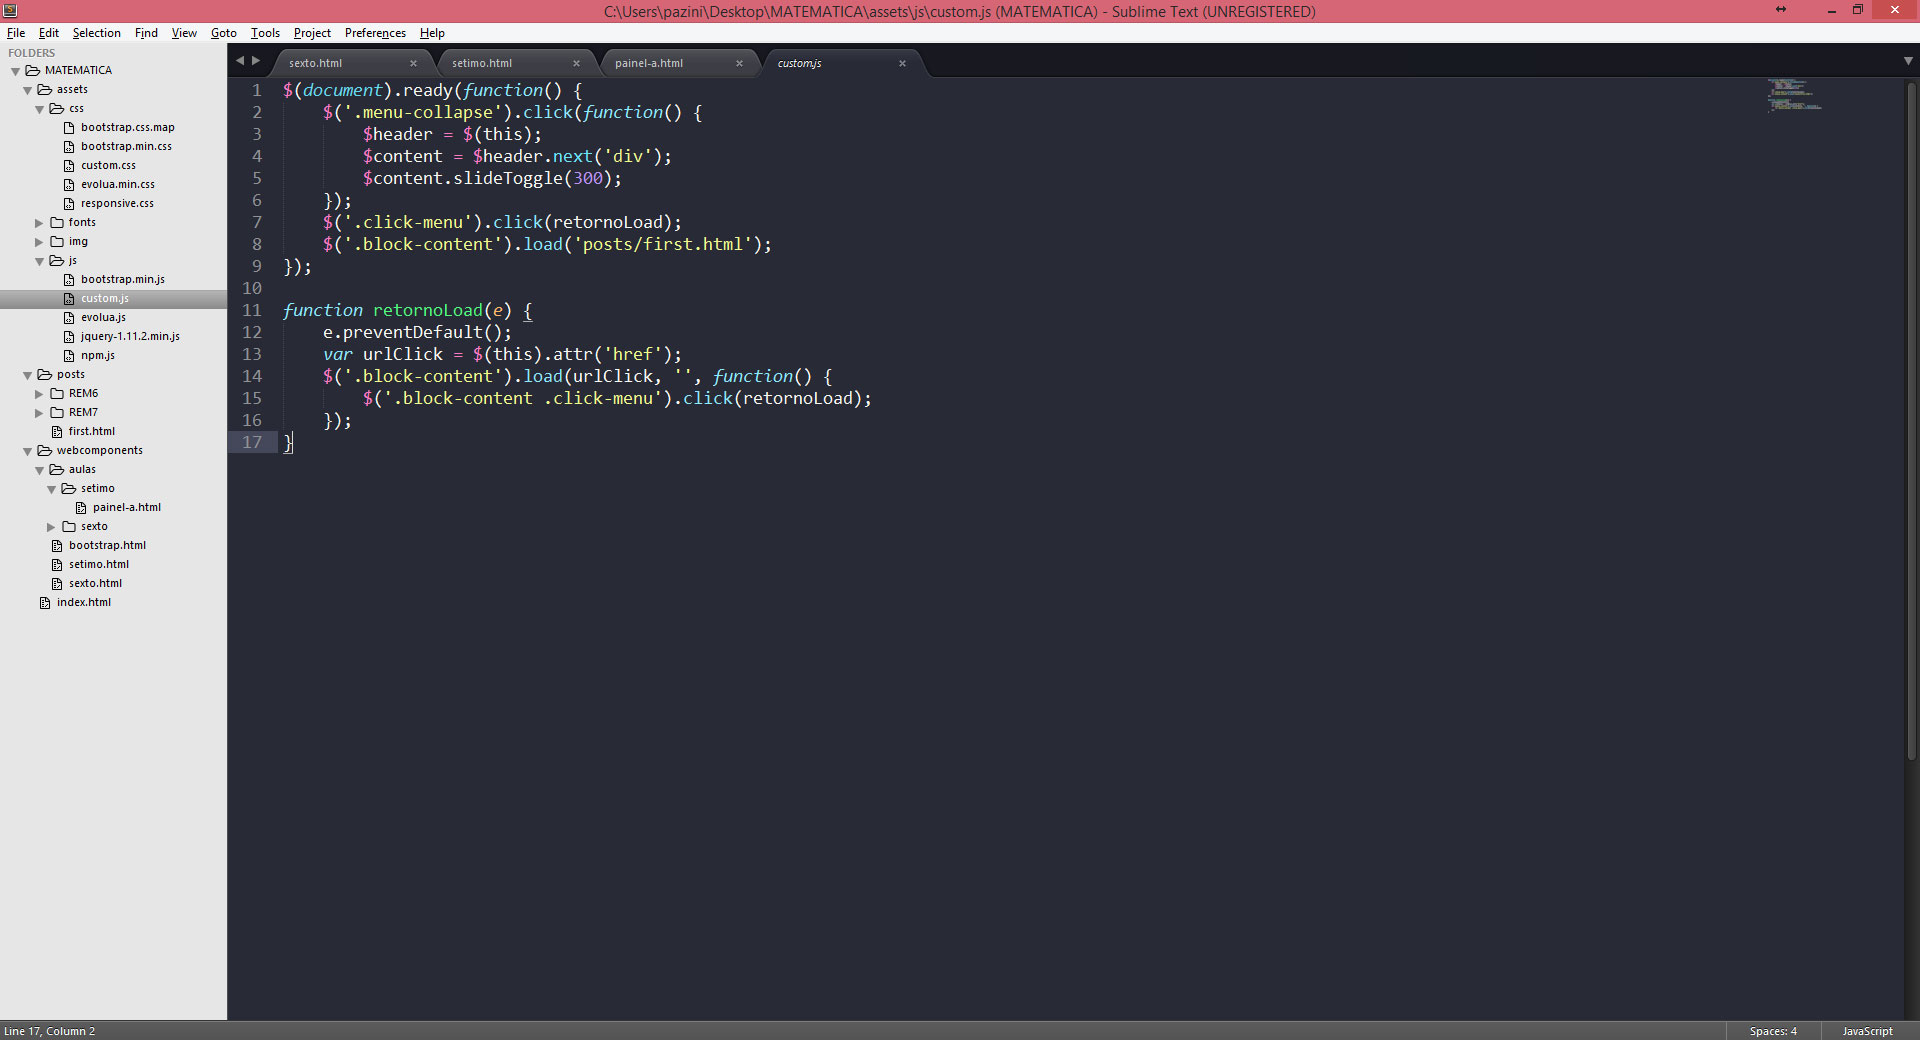 C:\Users\pazini\Desktop\MATEMATICA\assets\js\custom.js (MATEMATICA) - Sublime Text (UNREGISTERED)
File Edit Selection Find View Goto Tools Project Preferences Help
FOLDERS
MATEMATICA
assets
css
bootstrap.css.map
bootstrap.min.css
custom.css
evolua.min.css
responsive.css
fonts
img
js
bootstrap.min.js
custom.js
evolua.js
jquery-1.11.2.min.js
npm.js
posts
REM6
REM7
first.html
webcomponents
aulas
setimo
painel-a.html
sexto
bootstrap.html
setimo.html
sexto.html
index.html
sexto.html × setimo.html × painel-a.html × custom.js ×
1 $(document).ready(function() {
2     $('.menu-collapse').click(function() {
3         $header = $(this);
4         $content = $header.next('div');
5         $content.slideToggle(300);
6     });
7     $('.click-menu').click(retornoLoad);
8     $('.block-content').load('posts/first.html');
9 });
10
11 function retornoLoad(e) {
12     e.preventDefault();
13     var urlClick = $(this).attr('href');
14     $('.block-content').load(urlClick, '', function() {
15         $('.block-content .click-menu').click(retornoLoad);
16     });
17 }
Line 17, Column 2
Spaces: 4
JavaScript